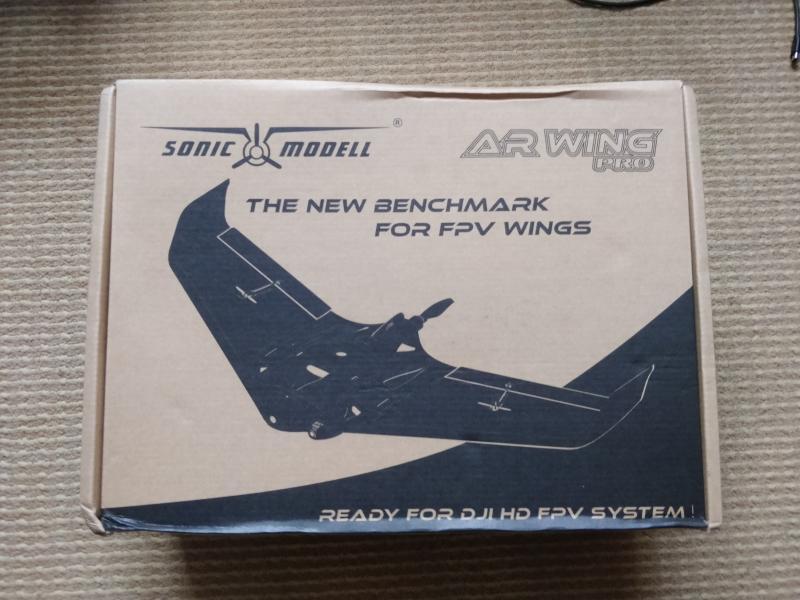 SONIC MODELL ®
AR WING
PRO
THE NEW BENCHMARK
FOR FPV WINGS
READY FOR DJI HD FPV SYSTEM!